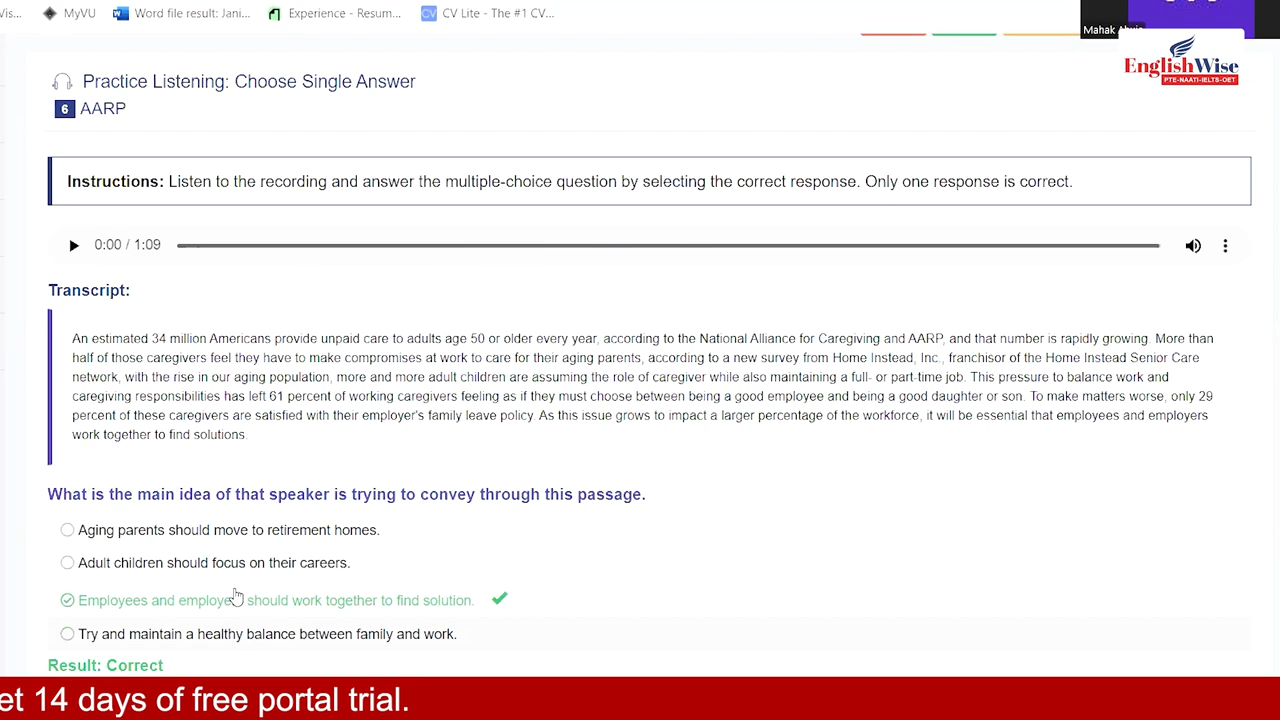 Vis...
MyVU
Word file result: Jani...
Experience - Resum...
CV Lite - The #1 CV...
Mahak
EnglishWise
PTE-NAATI-IELTS-OET
Practice Listening: Choose Single Answer
6 AARP
Instructions: Listen to the recording and answer the multiple-choice question by selecting the correct response. Only one response is correct.
0:00 / 1:09
Transcript:
An estimated 34 million Americans provide unpaid care to adults age 50 or older every year, according to the National Alliance for Caregiving and AARP, and that number is rapidly growing. More than
half of those caregivers feel they have to make compromises at work to care for their aging parents, according to a new survey from Home Instead, Inc., franchisor of the Home Instead Senior Care
network, with the rise in our aging population, more and more adult children are assuming the role of caregiver while also maintaining a full- or part-time job. This pressure to balance work and
caregiving responsibilities has left 61 percent of working caregivers feeling as if they must choose between being a good employee and being a good daughter or son. To make matters worse, only 29
percent of these caregivers are satisfied with their employer's family leave policy. As this issue grows to impact a larger percentage of the workforce, it will be essential that employees and employers
work together to find solutions.
What is the main idea of that speaker is trying to convey through this passage.
Aging parents should move to retirement homes.
Adult children should focus on their careers.
Employees and employe should work together to find solution.
Try and maintain a healthy balance between family and work.
Result: Correct
et 14 days of free portal trial.